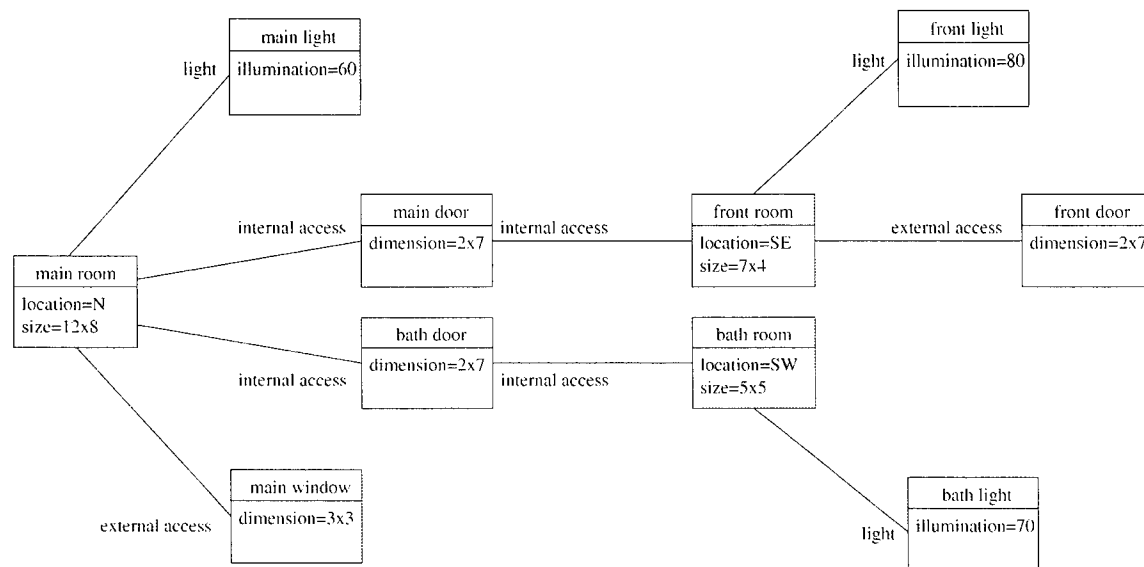 main light
light
illumination=60
front light
light
illumination=80
main door
internal access
dimension=2x7
internal access
front room
location=SE
size=7x4
external access
front door
dimension=2x7
main room
location=N
size=12x8
bath door
dimension=2x7
internal access
internal access
bath room
location=SW
size=5x5
main window
dimension=3x3
external access
bath light
illumination=70
light